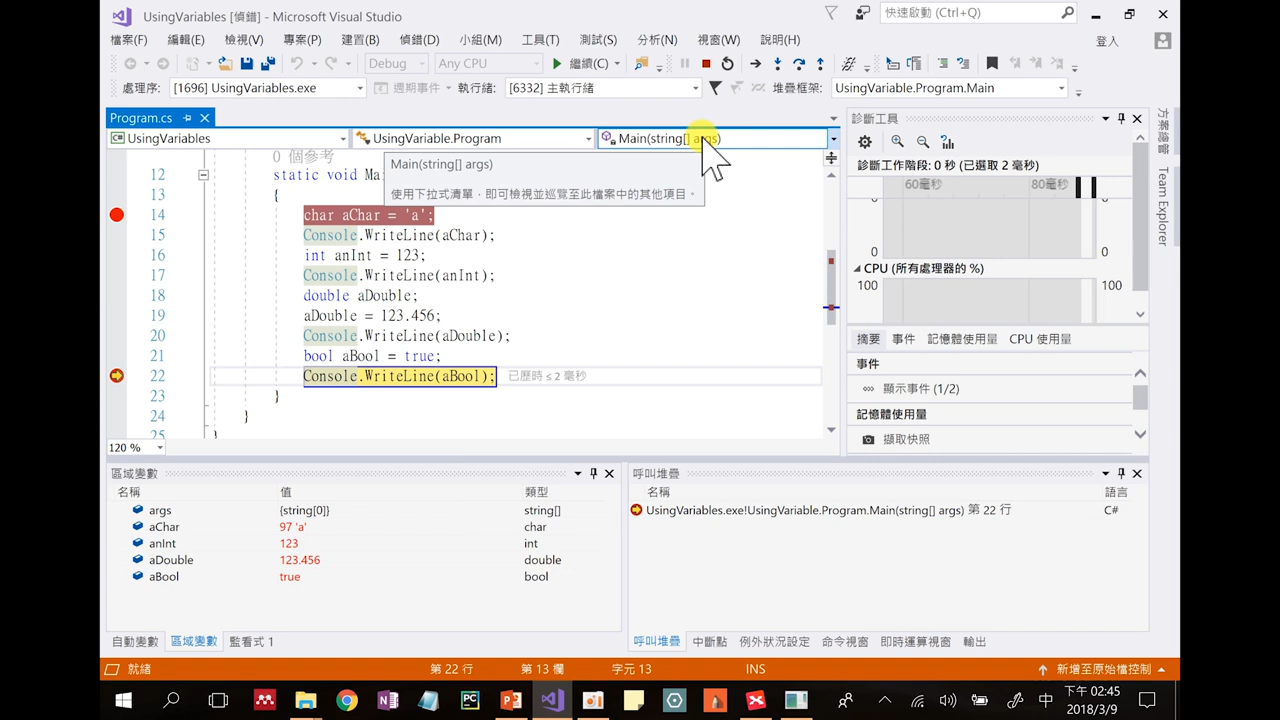 UsingVariables [偵錯] - Microsoft Visual Studio
快速啟動 (Ctrl+Q)
檔案(F) 編輯(E) 檢視(V) 專案(P) 建置(B) 偵錯(D) 小組(M) 工具(T) 測試(S) 分析(N) 視窗(W) 說明(H)
登入
Debug Any CPU 繼續(C)
處理序: [1696] UsingVariables.exe 週期事件 執行緒: [6332] 主執行緒 堆疊框架: UsingVariable.Program.Main
Program.cs
UsingVariables UsingVariable.Program Main(string[] args)
0 個參考
Main(string[] args)
使用下拉式清單，即可檢視並巡覽至此檔案中的其他項目。
12 static void Ma
13 {
14 char aChar = 'a';
15 Console.WriteLine(aChar);
16 int anInt = 123;
17 Console.WriteLine(anInt);
18 double aDouble;
19 aDouble = 123.456;
20 Console.WriteLine(aDouble);
21 bool aBool = true;
22 Console.WriteLine(aBool); 已歷時 ≤ 2 毫秒
23 }
24 }
25 }
120 %
診斷工具
診斷工作階段: 0 秒 (已選取 2 毫秒)
60毫秒 80毫秒
0 0
CPU (所有處理器的 %)
100 100
摘要 事件 記憶體使用量 CPU 使用量
事件
顯示事件 (1/2)
記憶體使用量
擷取快照
方案總管
Team Explorer
區域變數
名稱 值 類型
args {string[0]} string[]
aChar 97 'a' char
anInt 123 int
aDouble 123.456 double
aBool true bool
自動變數 區域變數 監看式 1
呼叫堆疊
名稱 語言
UsingVariables.exe!UsingVariable.Program.Main(string[] args) 第 22 行 C#
呼叫堆疊 中斷點 例外狀況設定 命令視窗 即時運算視窗 輸出
就緒 第 22 行 第 13 欄 字元 13 INS 新增至原始檔控制
中 下午 02:45
2018/3/9